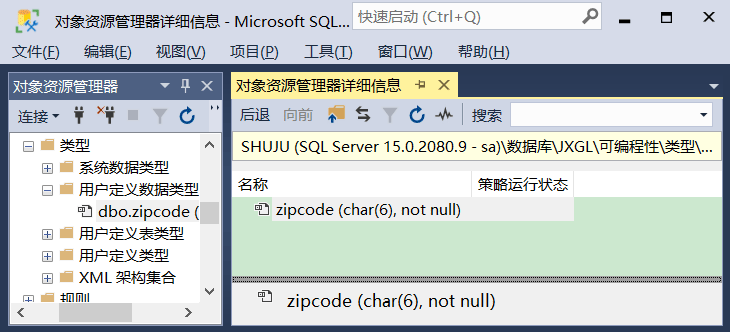 对象资源管理器详细信息 - Microsoft SQL...
快速启动 (Ctrl+Q)
文件(F) 编辑(E) 视图(V) 项目(P) 工具(T) 窗口(W) 帮助(H)
对象资源管理器
连接
类型
系统数据类型
用户定义数据类型
dbo.zipcode (
用户定义表类型
用户定义类型
XML 架构集合
规则
对象资源管理器详细信息
后退 向前 搜索
SHUJU (SQL Server 15.0.2080.9 - sa)\数据库\JXGL\可编程性\类型\...
名称 策略运行状态
zipcode (char(6), not null)
zipcode (char(6), not null)